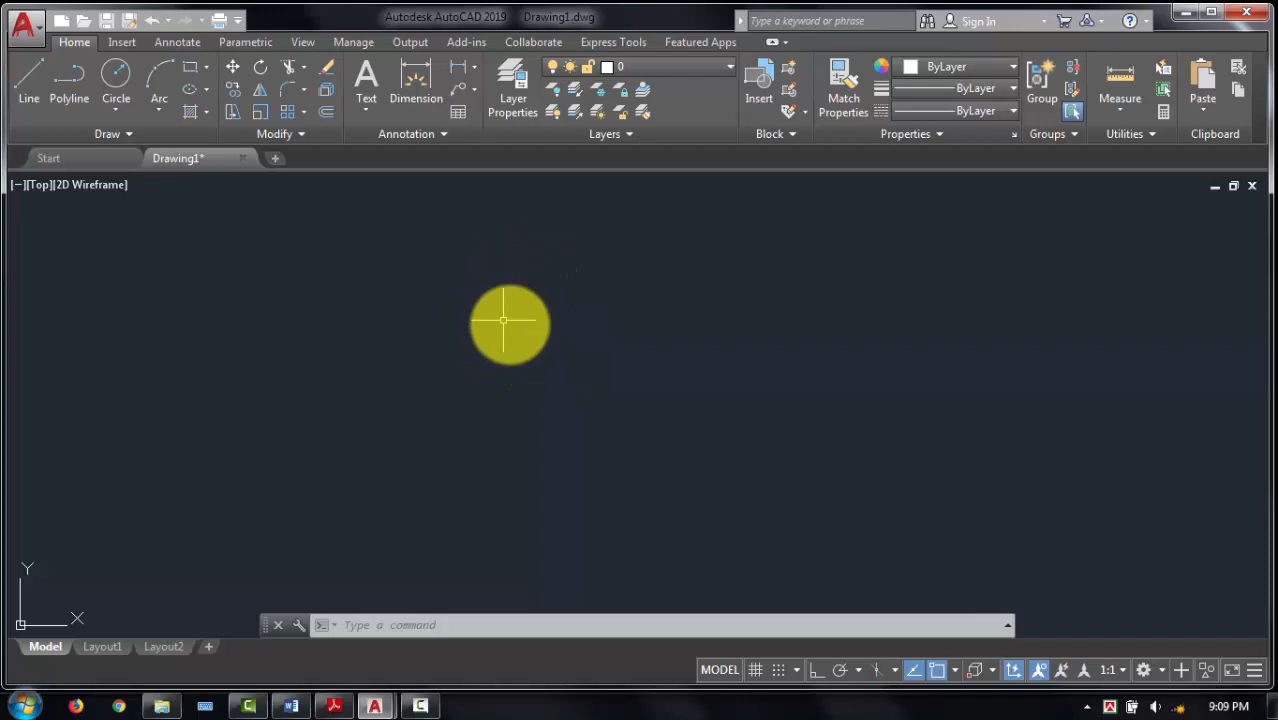 Autodesk AutoCAD 2019 Drawing1.dwg Type a keyword or phrase Sign In
Home Insert Annotate Parametric View Manage Output Add-ins Collaborate Express Tools Featured Apps
0 ByLayer
ByLayer
ByLayer
Line Polyline Circle Arc Text Dimension Layer Properties Insert Match Properties Group Measure Paste
Draw Modify Annotation Layers Block Properties Groups Utilities Clipboard
Start Drawing1*
[−][Top][2D Wireframe]
Y
X
Type a command
Model Layout1 Layout2
MODEL 1:1
9:09 PM